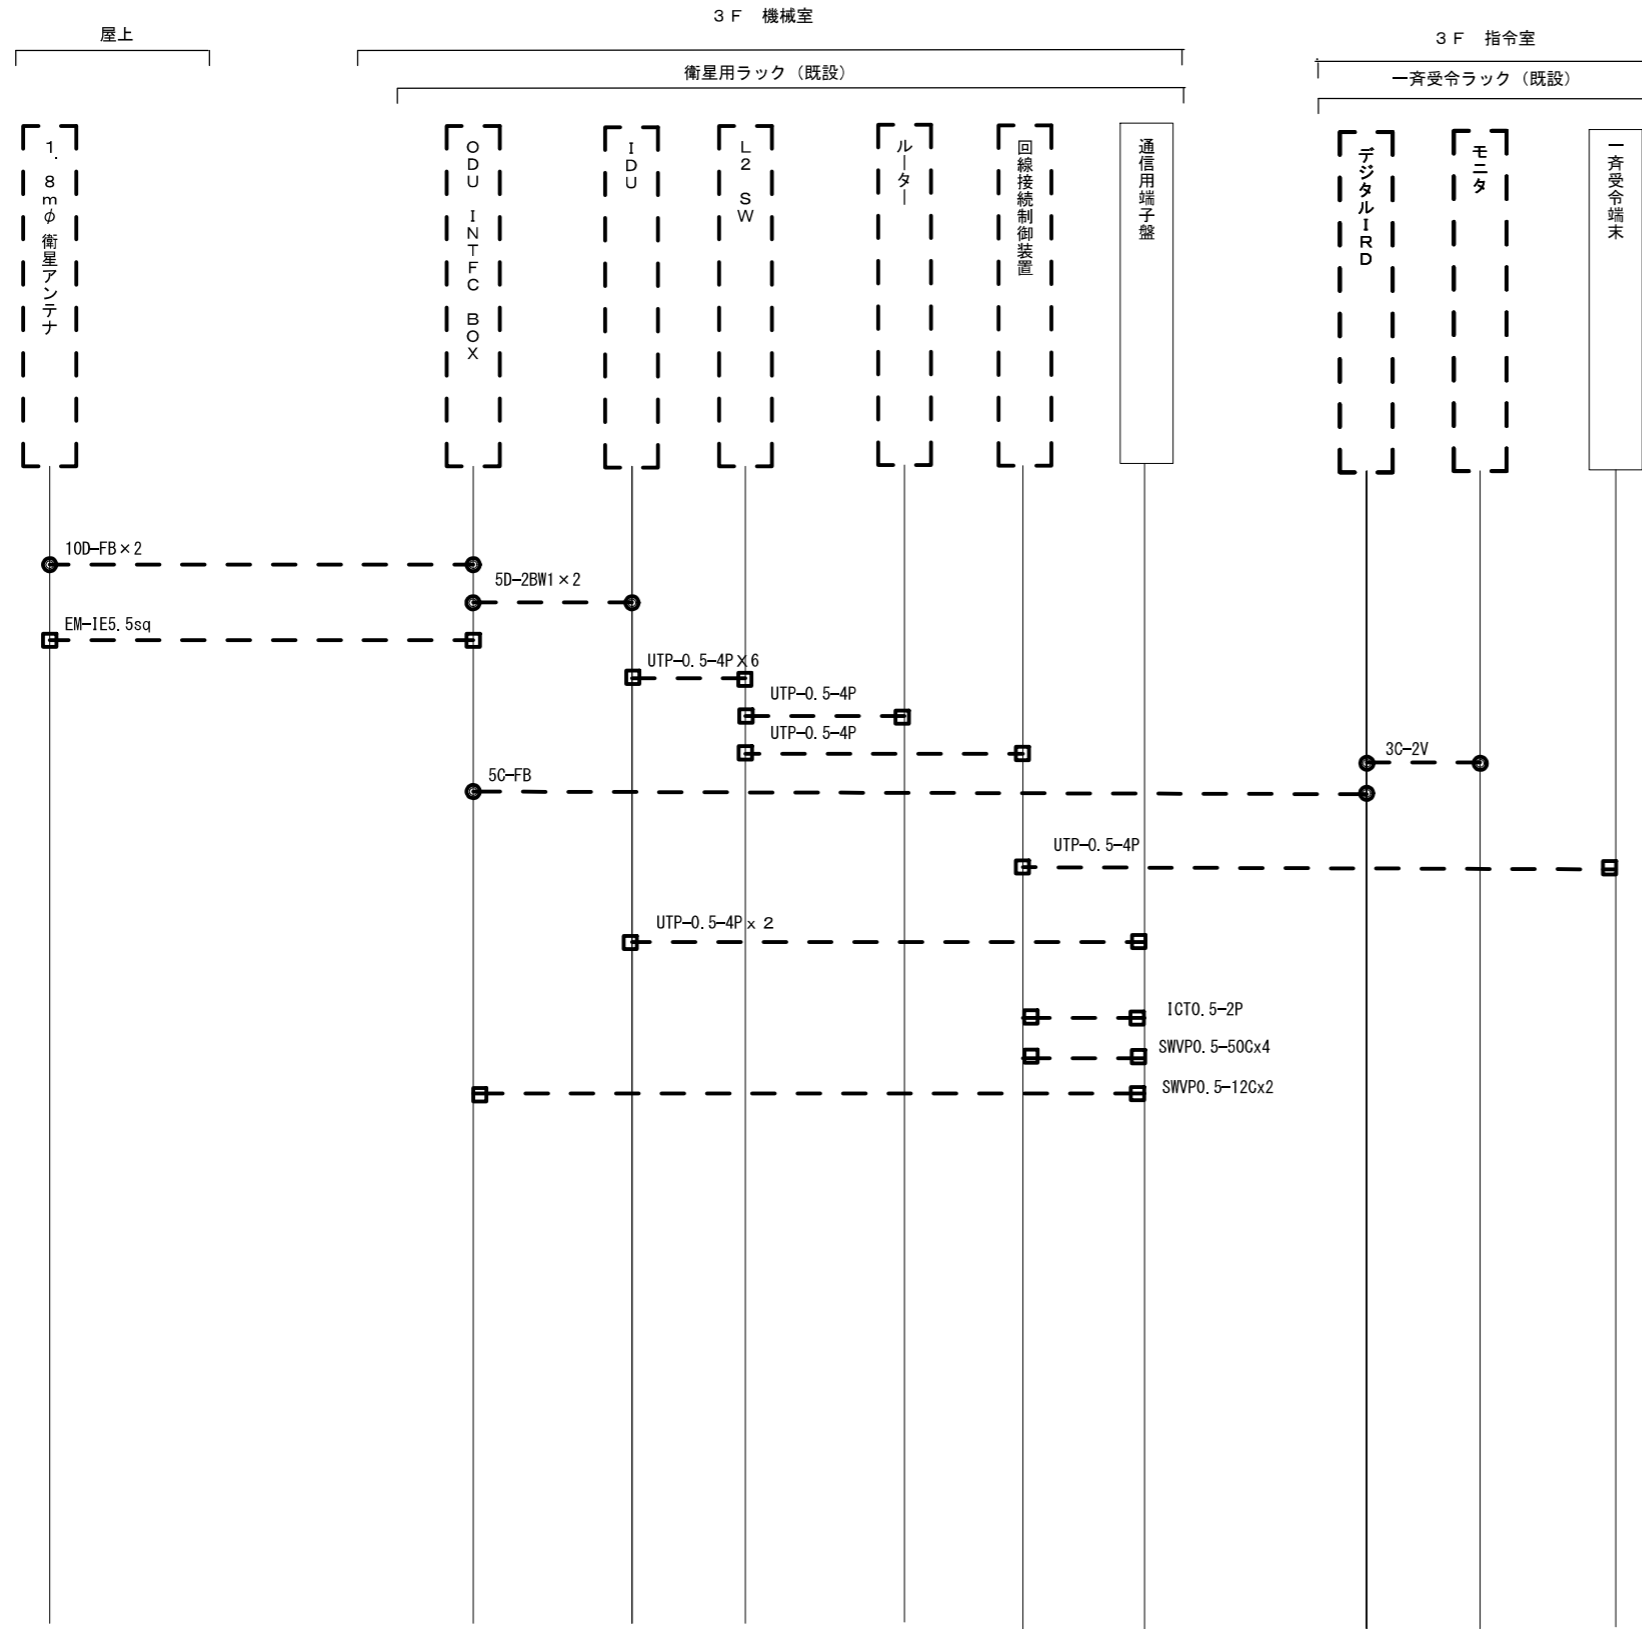 屋上
３Ｆ　機械室
３Ｆ　指令室
衛星用ラック（既設）
一斉受令ラック（既設）
１．８ｍφ衛星アンテナ
ＯＤＵ　ＩＮＴＦＣ　ＢＯＸ
ＩＤＵ
Ｌ２　ＳＷ
ルーター
回線接続制御装置
通信用端子盤
デジタルＩＲＤ
モニタ
一斉受令端末
10D-FB×2
5D-2BW1×2
EM-IE5.5sq
UTP-0.5-4P×6
UTP-0.5-4P
UTP-0.5-4P
3C-2V
5C-FB
UTP-0.5-4P
UTP-0.5-4Pｘ２
ICT0.5-2P
SWVP0.5-50Cx4
SWVP0.5-12Cx2